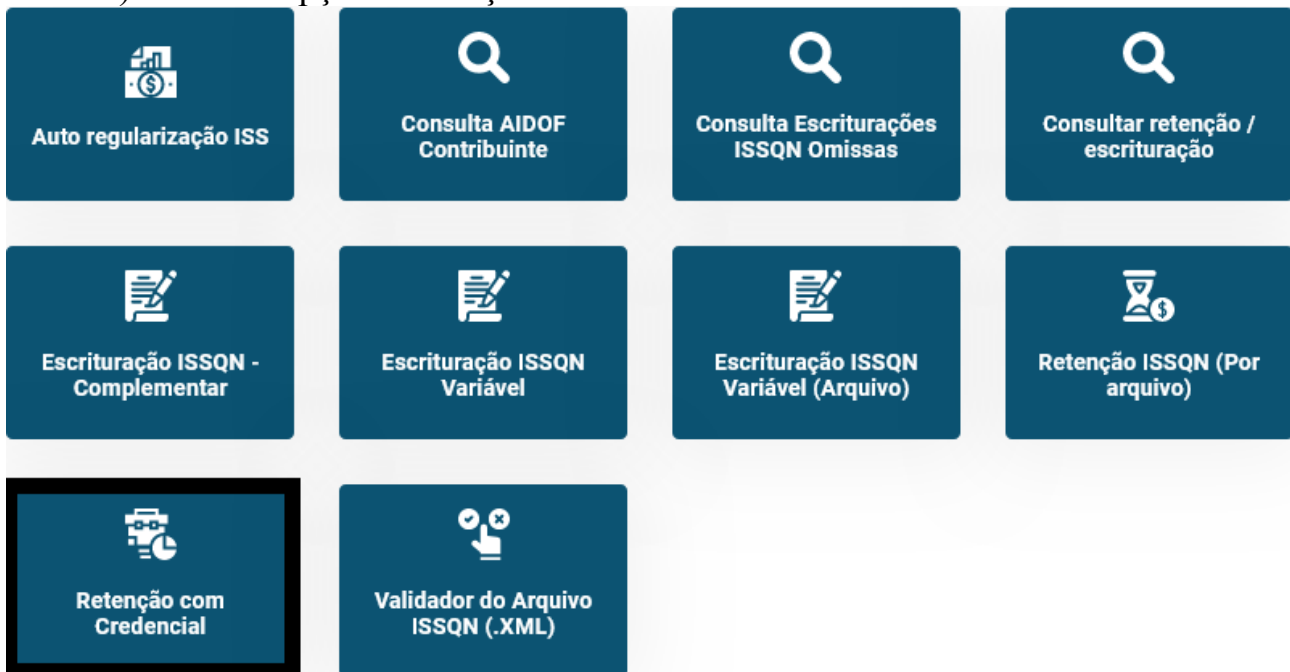 Auto regularização ISS
Consulta AIDOF
Contribuinte
Consulta Escriturações
ISSQN Omissas
Consultar retenção /
escrituração
Escrituração ISSQN -
Complementar
Escrituração ISSQN
Variável
Escrituração ISSQN
Variável (Arquivo)
Retenção ISSQN (Por
arquivo)
Retenção com
Credencial
Validador do Arquivo
ISSQN (.XML)